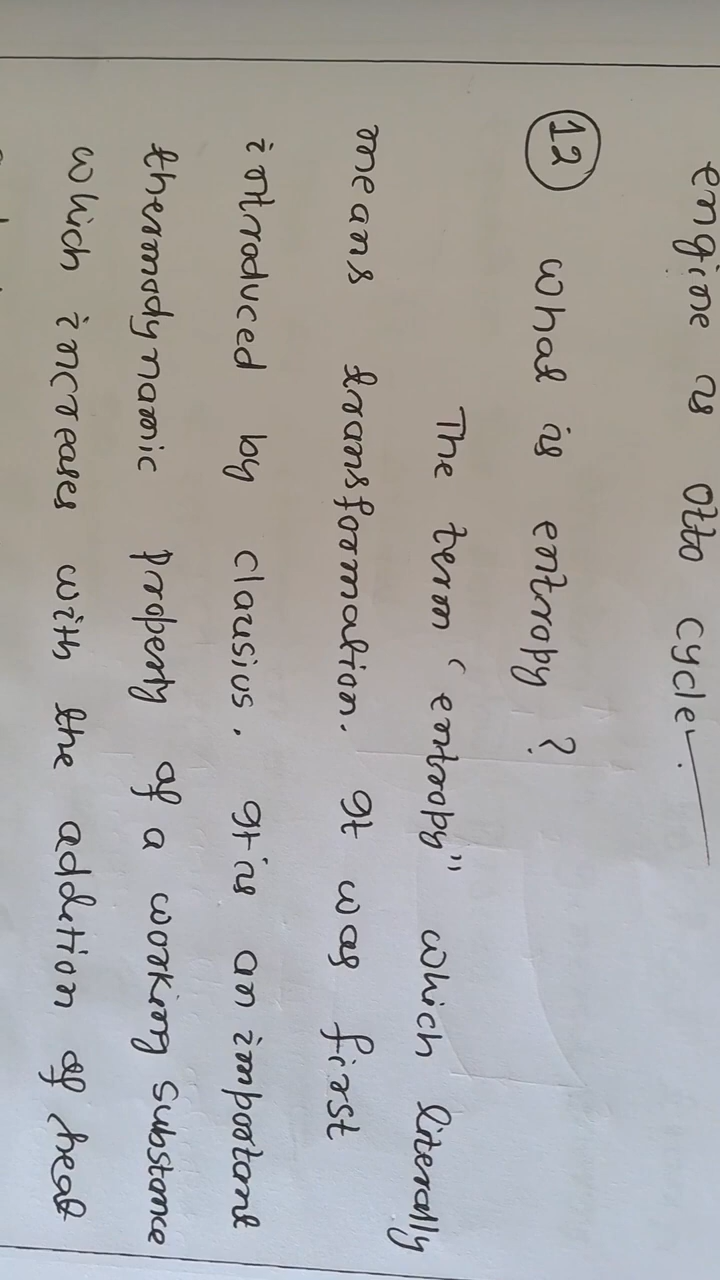 engine is Otto cycle.
12 what is entropy ?
The term "entropy" which literally
means transformation. It was first
introduced by clausius. It is an important
thermodynamic property of a working substance
which increases with the addition of heat